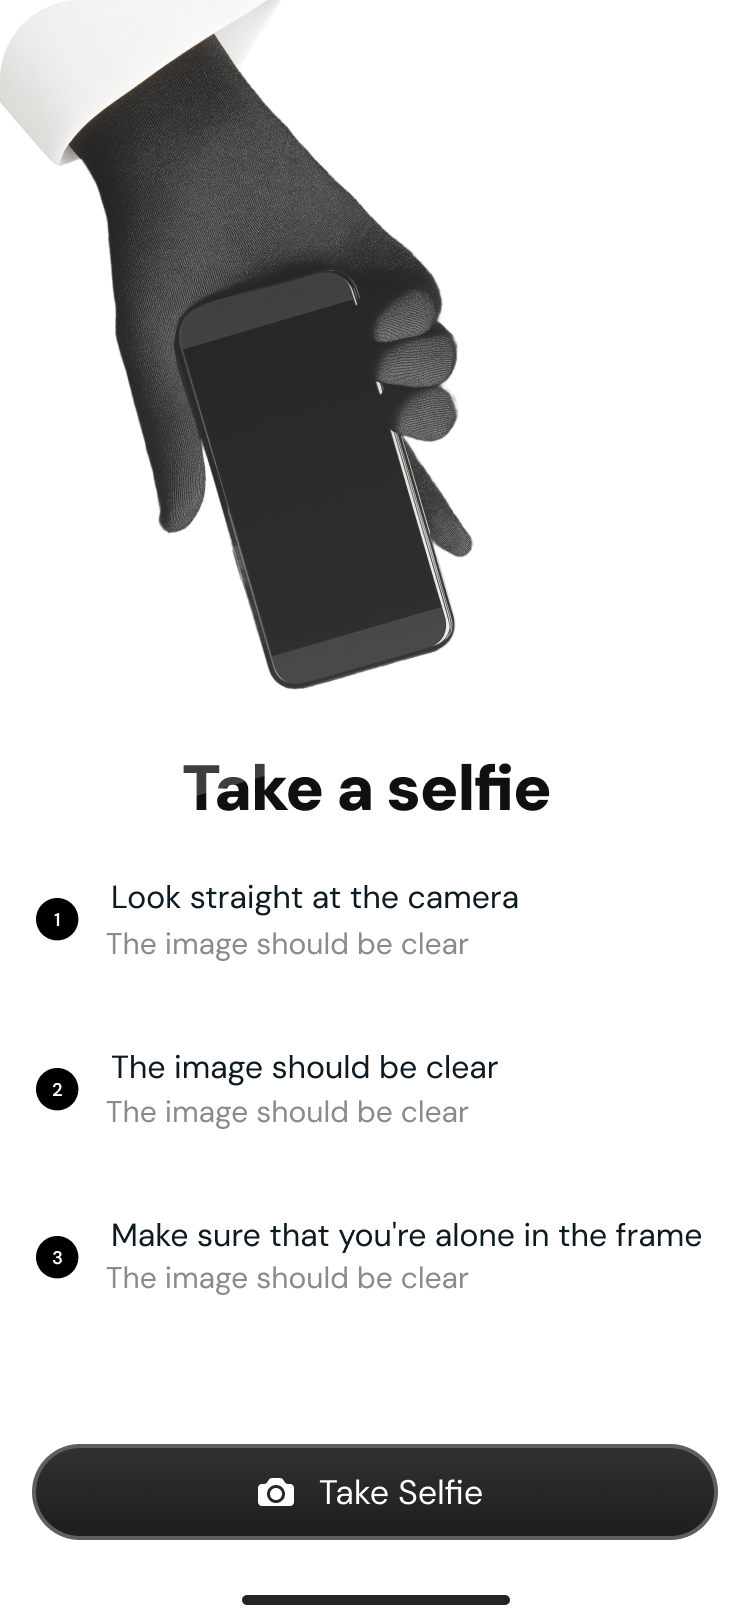 Take a selfie
1
Look straight at the camera
The image should be clear
2
The image should be clear
The image should be clear
3
Make sure that you're alone in the frame
The image should be clear
Take Selfie